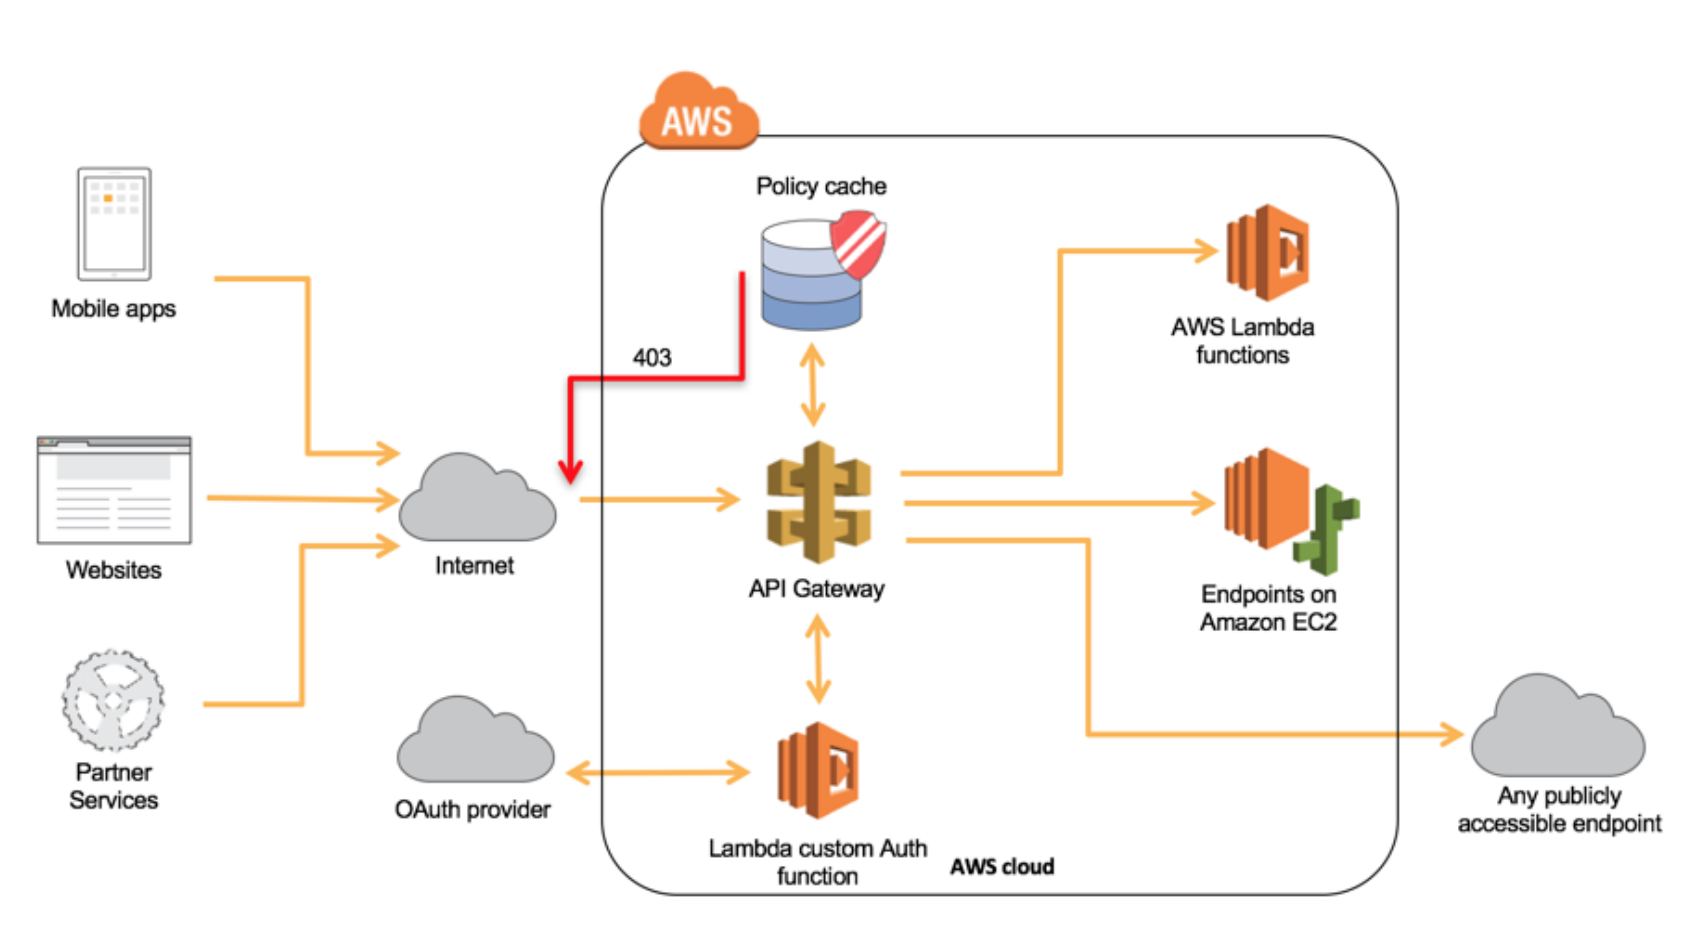 AWS
Policy cache
Mobile apps
403
AWS Lambda
functions
Websites
Internet
API Gateway
Endpoints on
Amazon EC2
Partner
Services
OAuth provider
Lambda custom Auth
function
AWS cloud
Any publicly
accessible endpoint